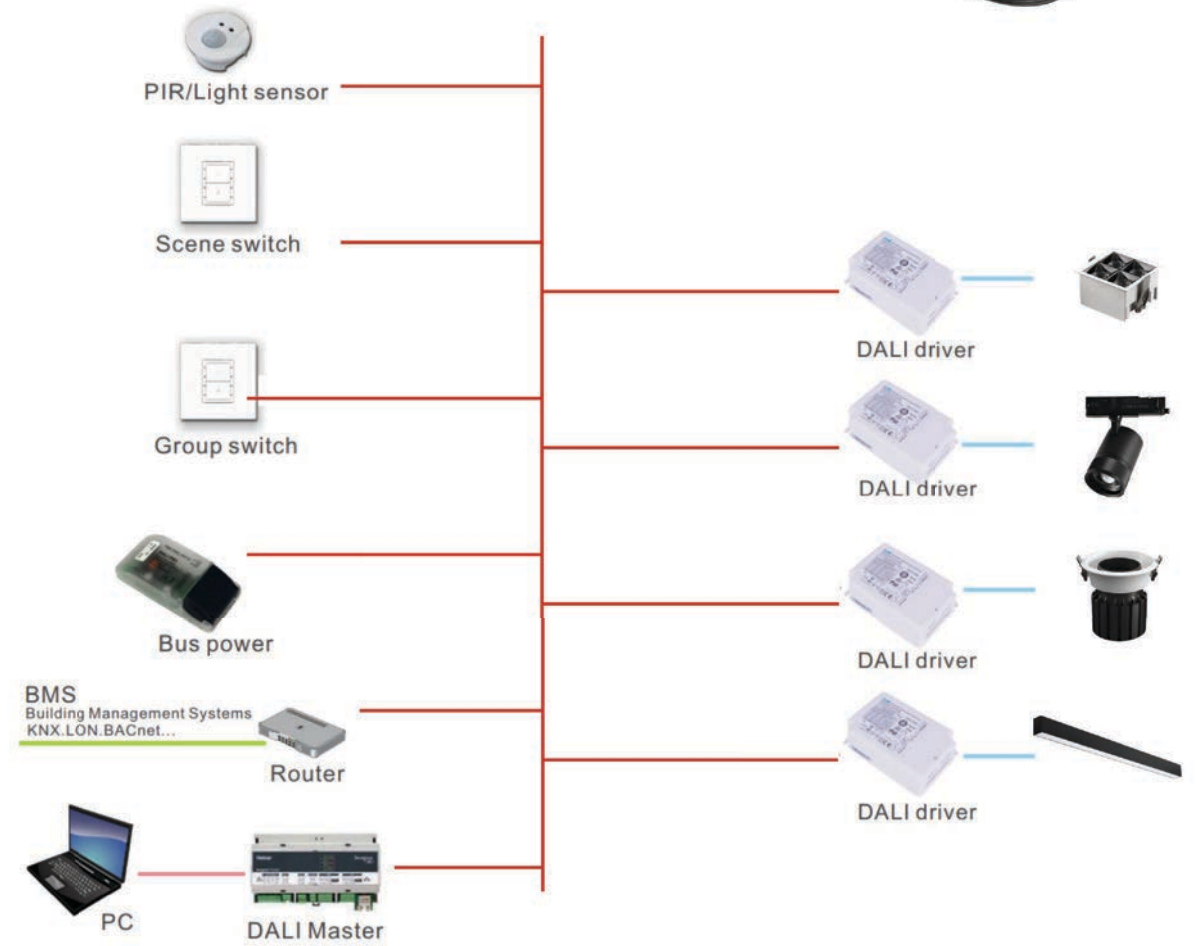 PIR/Light sensor
Scene switch
Group switch
Bus power
BMS
Building Management Systems
KNX.LON.BACnet...
Router
PC
DALI Master
DALI driver
DALI driver
DALI driver
DALI driver